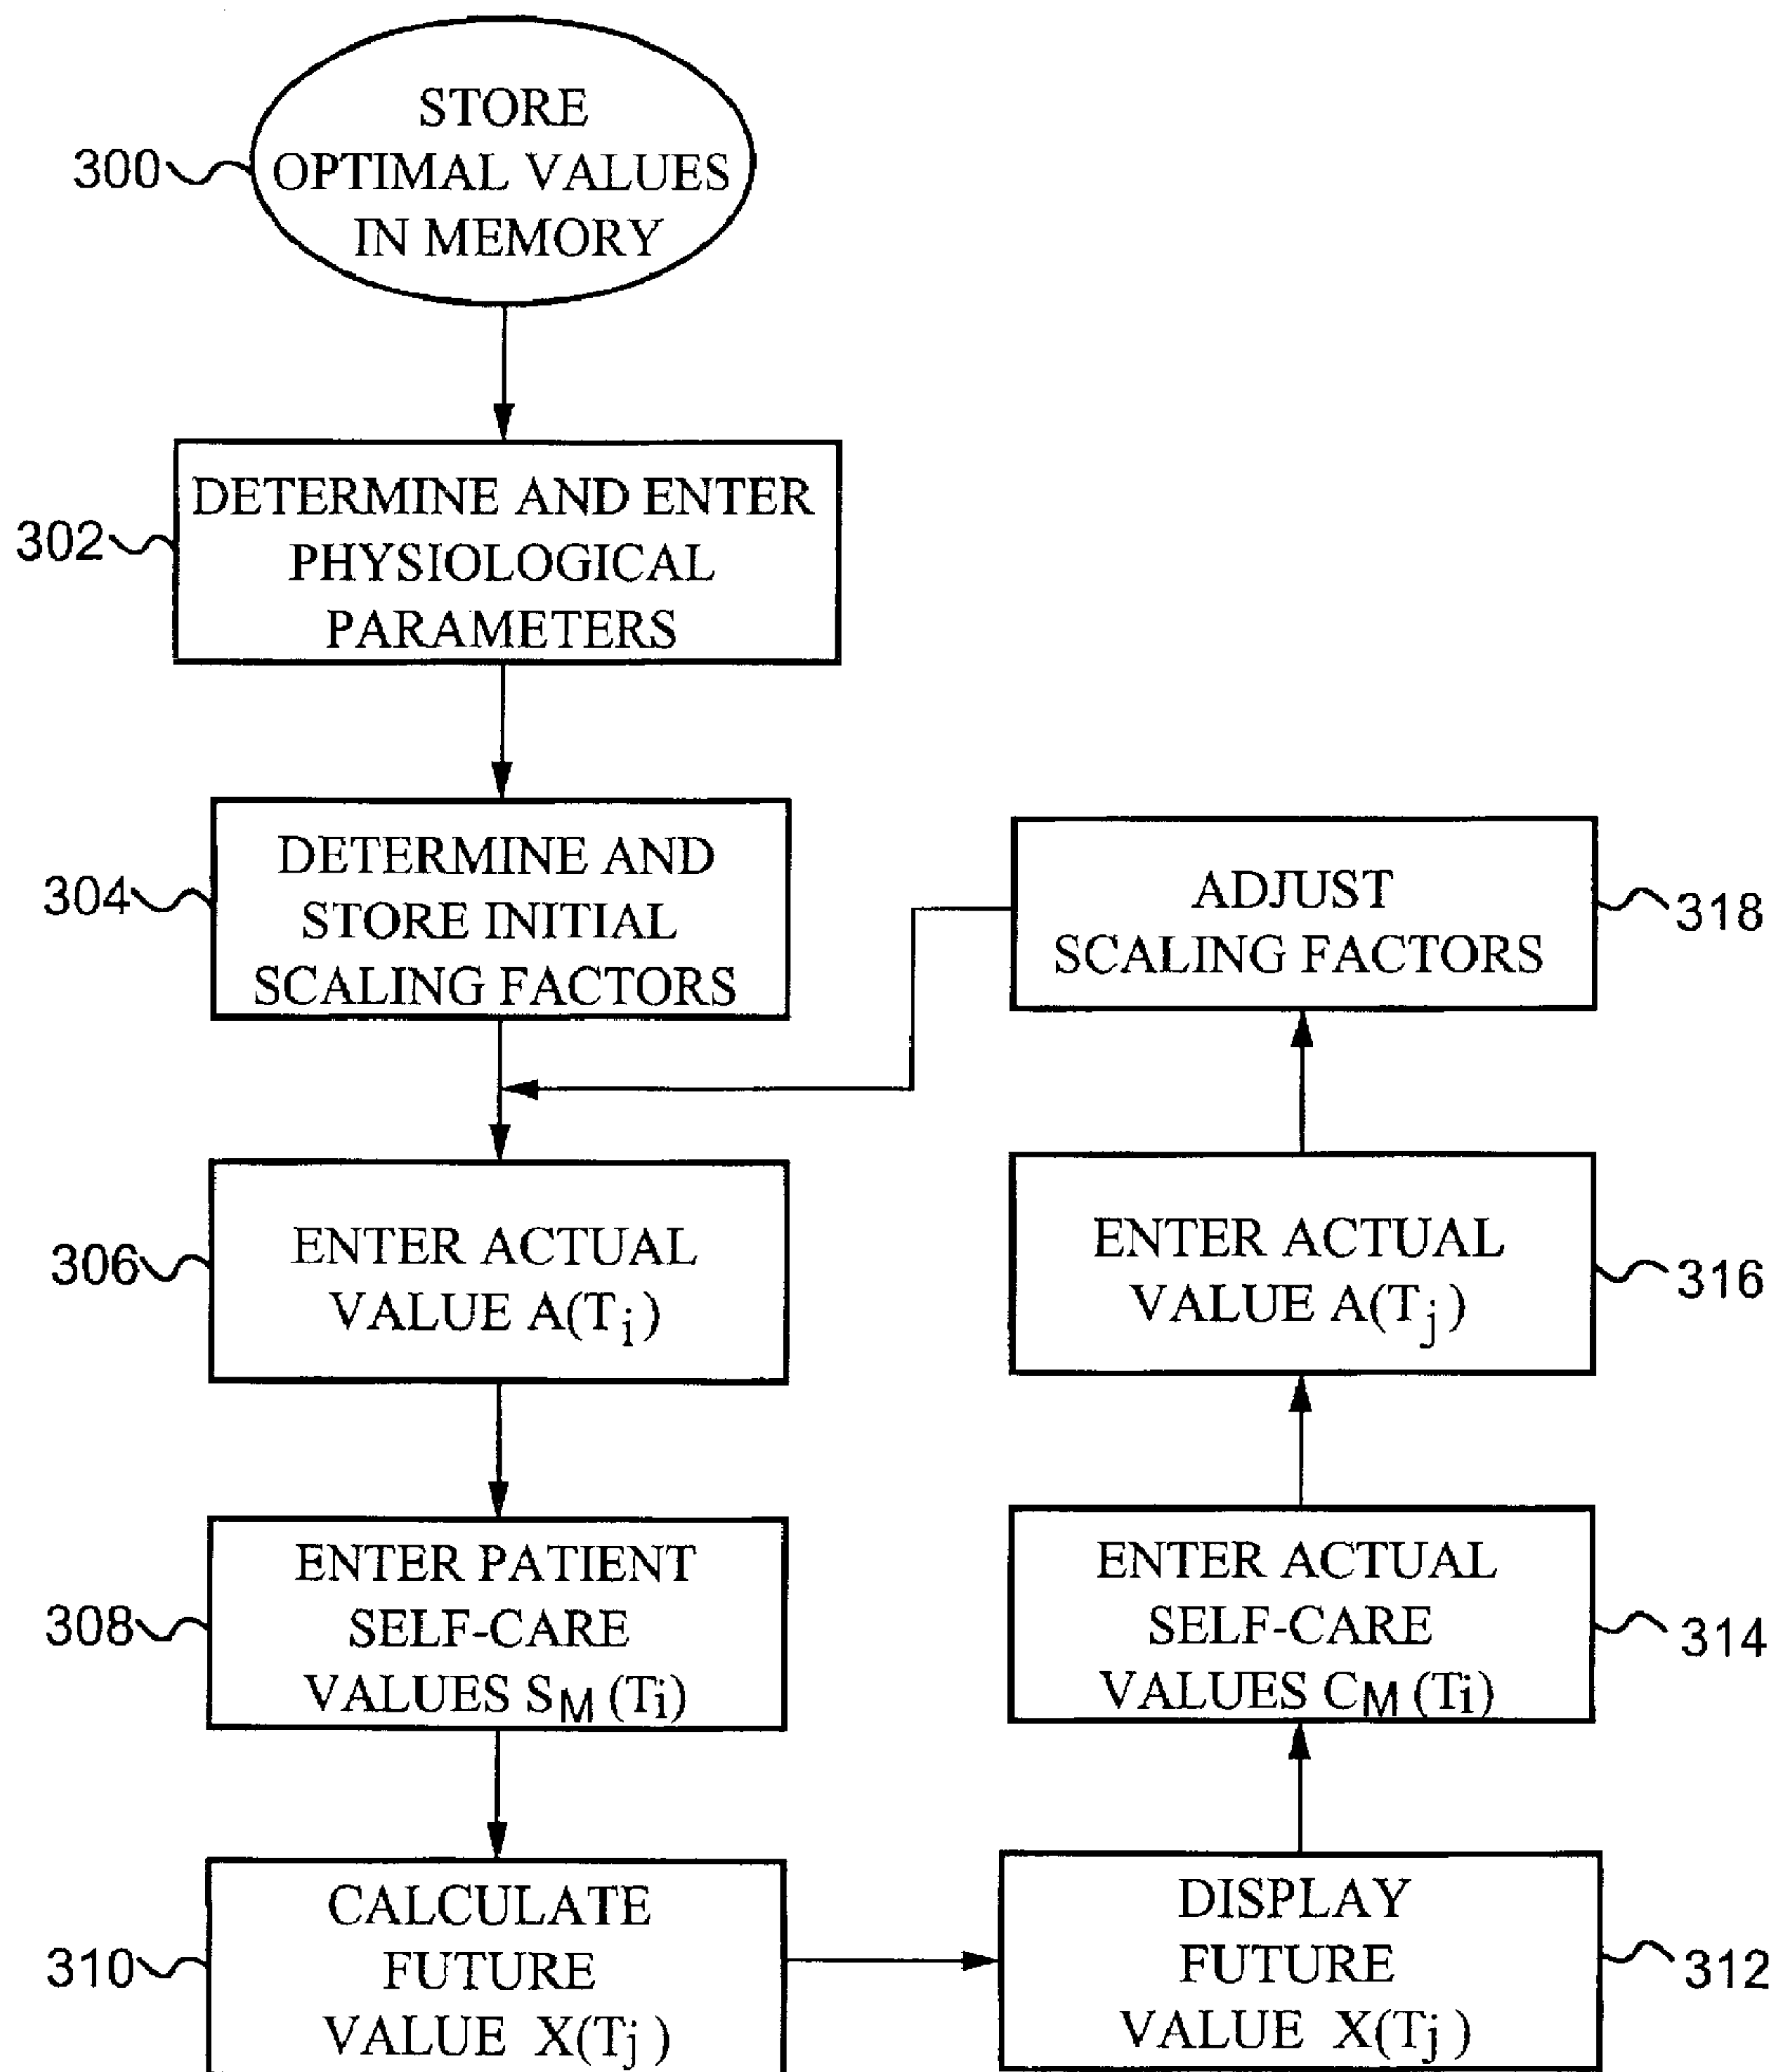 300
STORE
OPTIMAL VALUES
IN MEMORY
302
DETERMINE AND ENTER
PHYSIOLOGICAL
PARAMETERS
304
DETERMINE AND
STORE INITIAL
SCALING FACTORS
306
ENTER ACTUAL
VALUE A(Ti)
308
ENTER PATIENT
SELF-CARE
VALUES SM (Ti)
310
CALCULATE
FUTURE
VALUE X(Tj)
DISPLAY
FUTURE
VALUE X(Tj)
312
ENTER ACTUAL
SELF-CARE
VALUES CM (Ti)
314
ENTER ACTUAL
VALUE A(Tj)
316
ADJUST
SCALING FACTORS
318